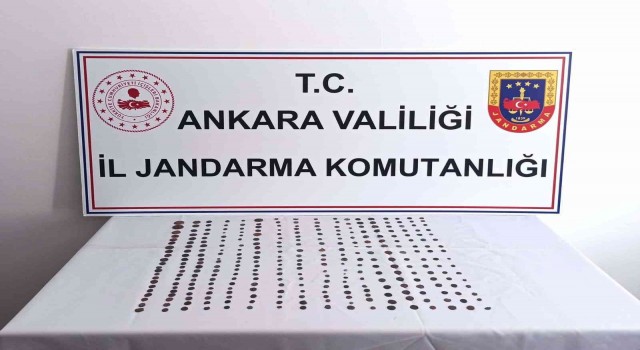 T.C.
ANKARA VALİLİĞİ
İL JANDARMA KOMUTANLIĞI
JANDARMA